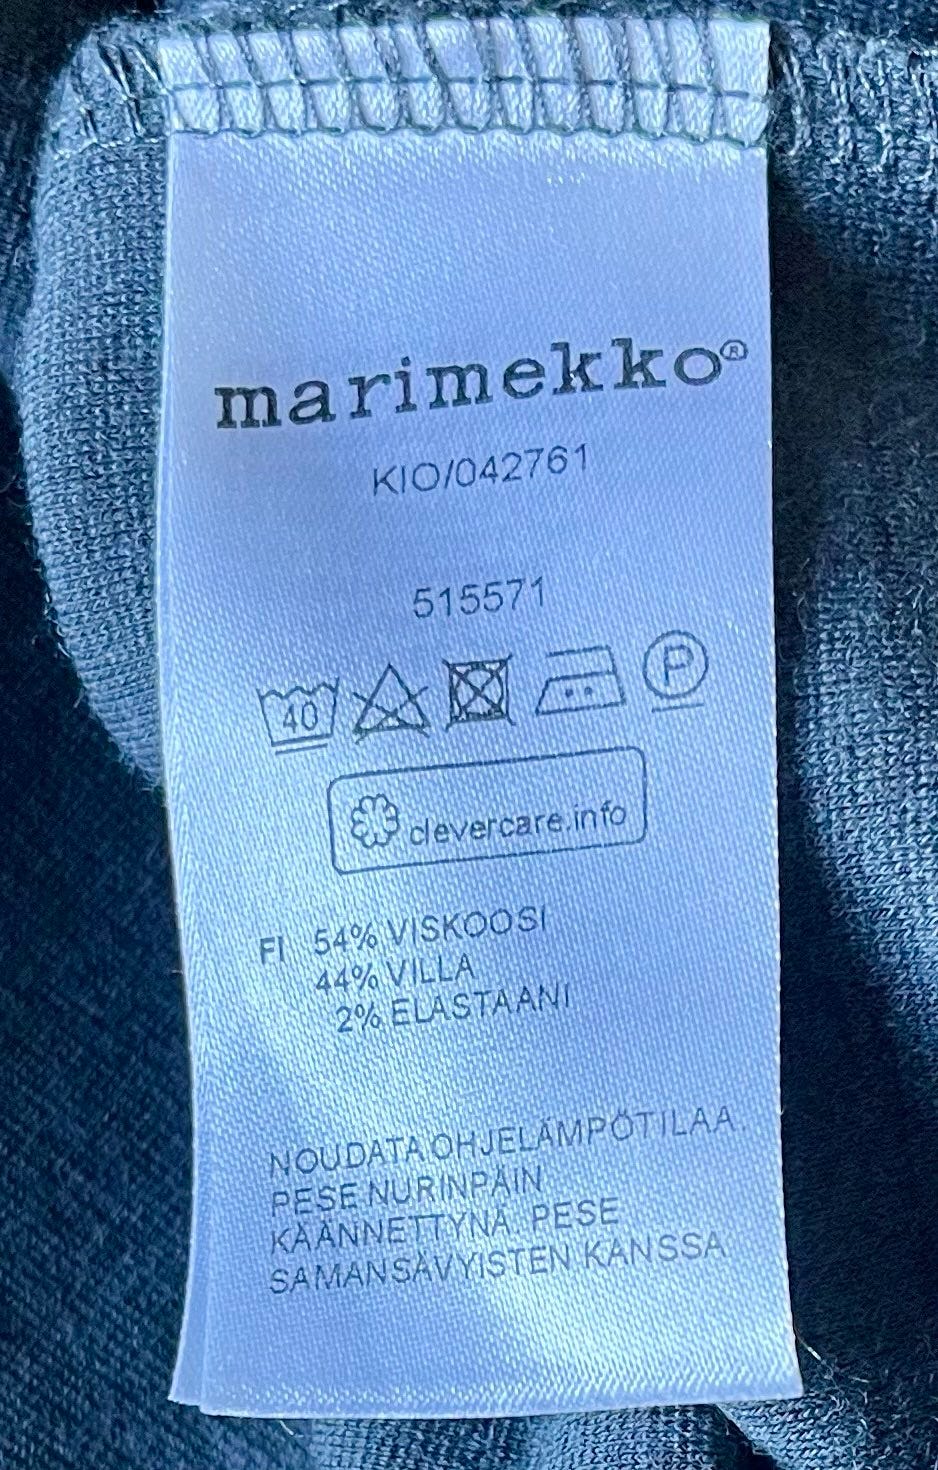 marimekko®
KIO/042761
515571
40 P
clevercare.info
FI 54% VISKOOSI
44% VILLA
2% ELASTAANI
NOUDATA OHJELÄMPÖTILAA.
PESE NURINPÄIN
KÄÄNNETTYNÄ. PESE
SAMANSÄVYISTEN KANSSA